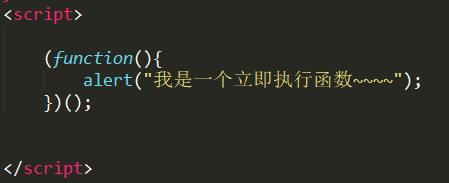 <script>
(function(){
alert("我是一个立即执行函数~~~~");
})();
</script>